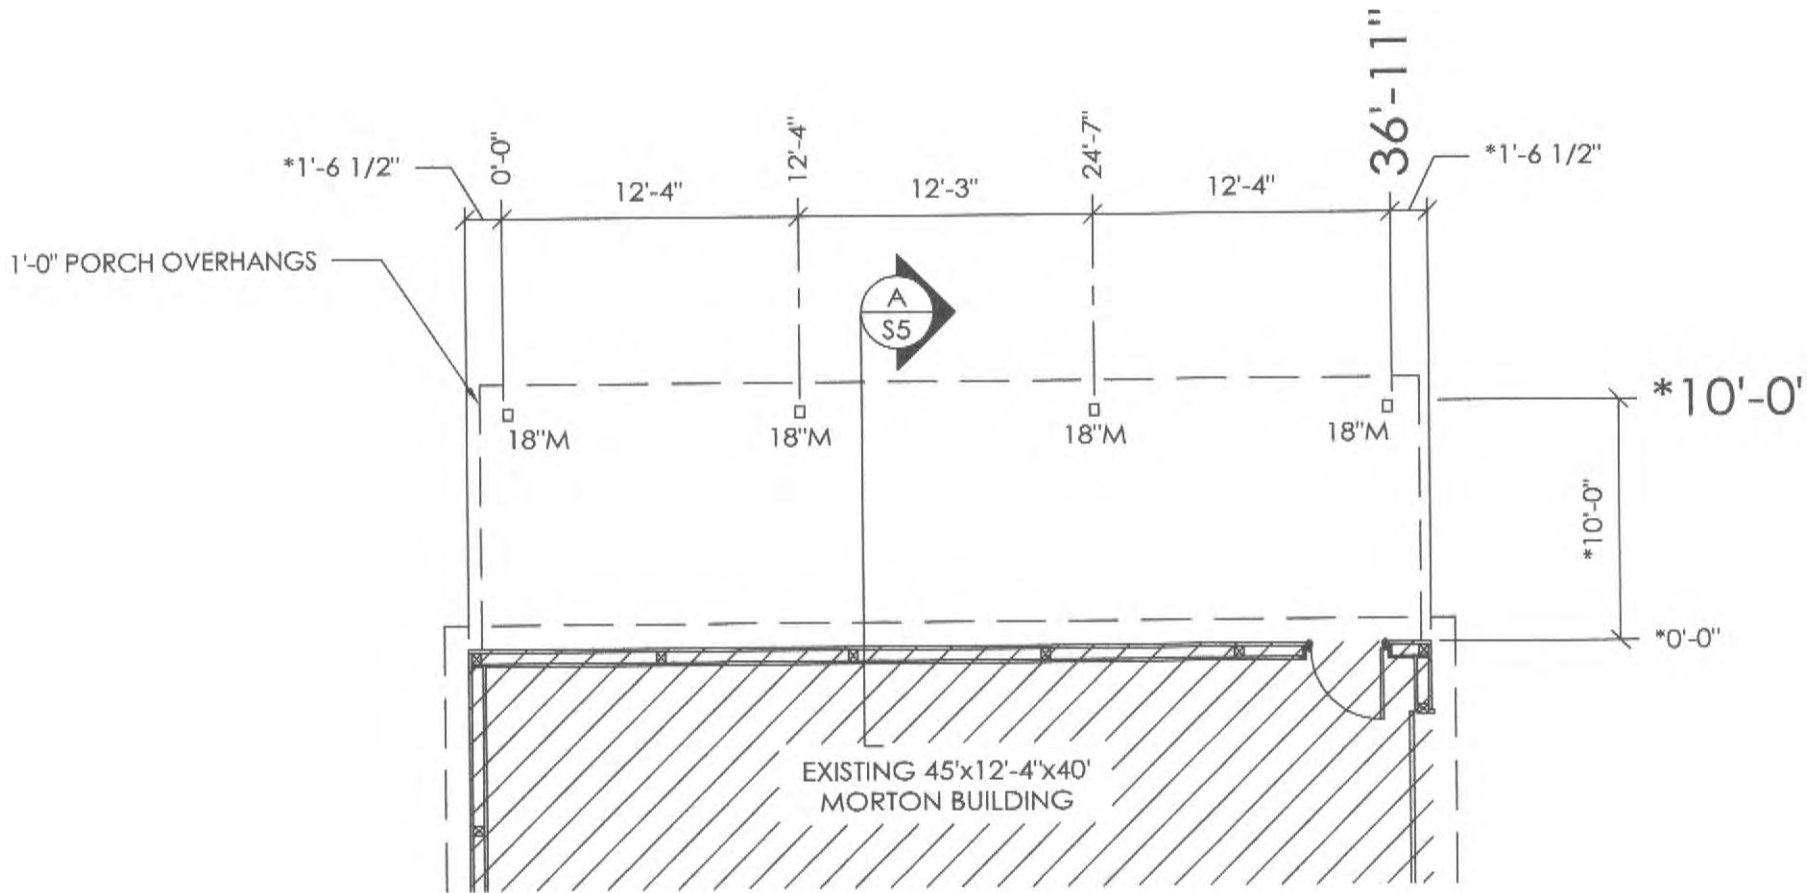 36'-11"
*1'-6 1/2"
0'-0"
12'-4"
24'-7"
*1'-6 1/2"
12'-4"
12'-3"
12'-4"
1'-0" PORCH OVERHANGS
A
S5
*10'-0'
18"M
18"M
18"M
18"M
*10'-0"
*0'-0"
EXISTING 45'x12'-4"x40'
MORTON BUILDING